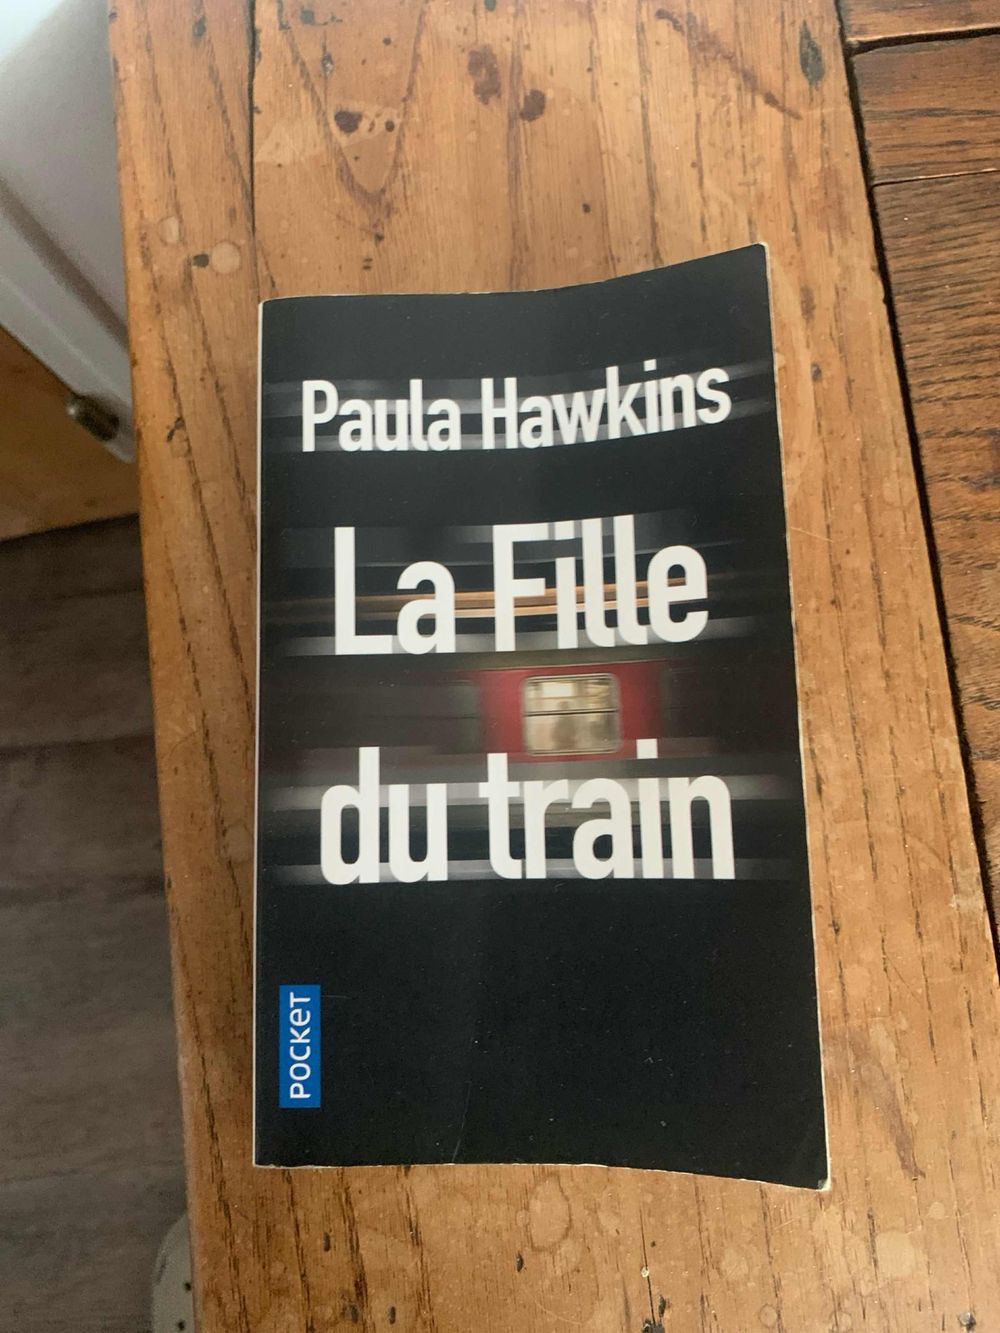 Paula Hawkins
La Fille
du train
POCKET